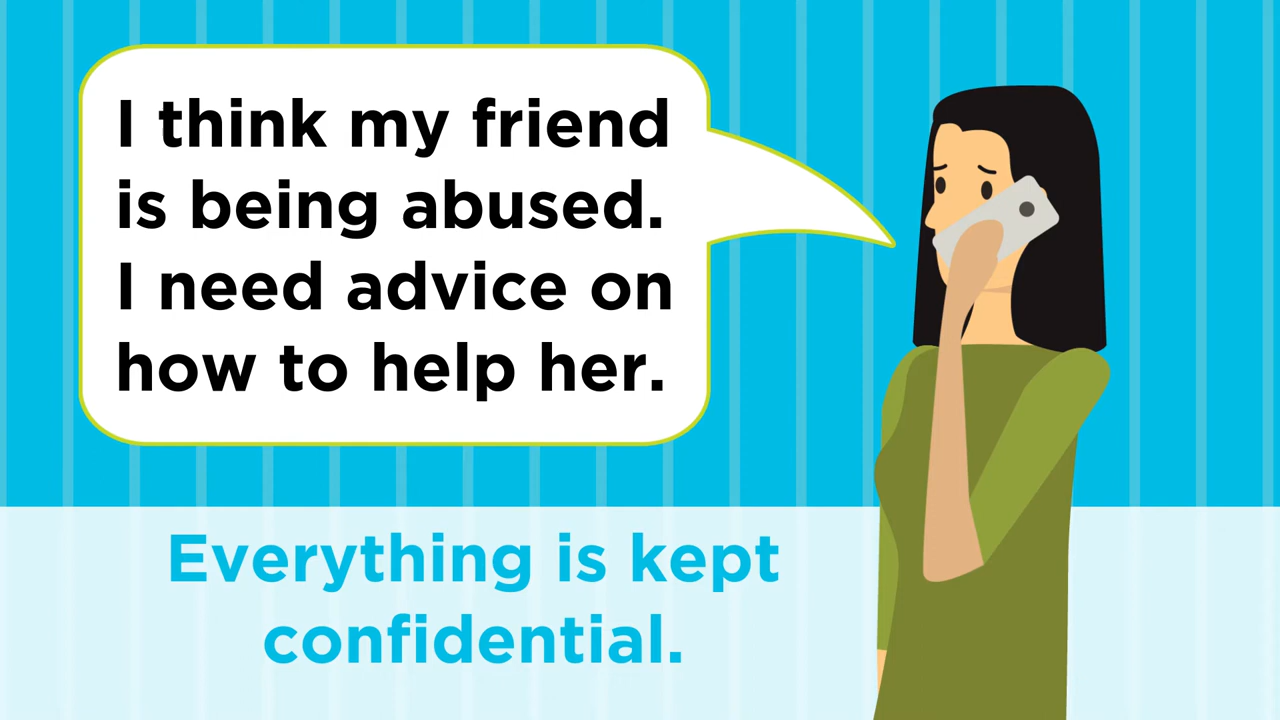 I think my friend
is being abused.
I need advice on
how to help her.
Everything is kept
confidential.